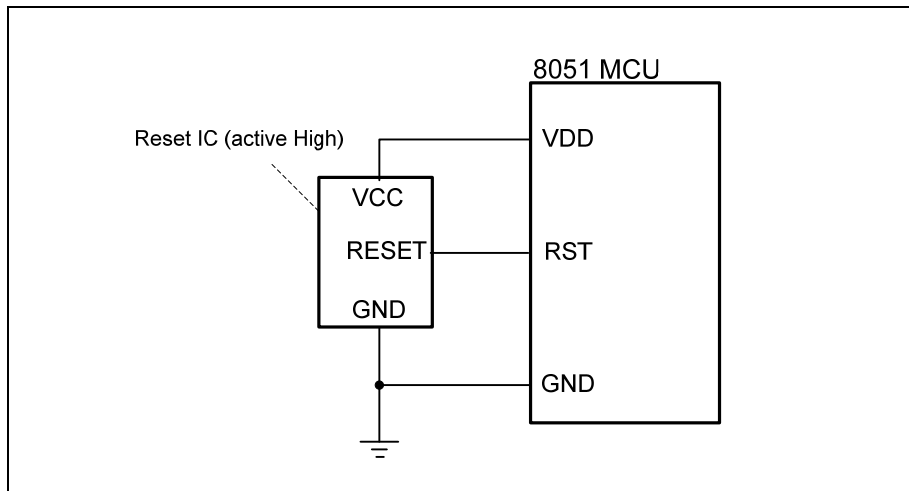 8051 MCU
Reset IC (active High)
VDD
VCC
RESET
RST
GND
GND